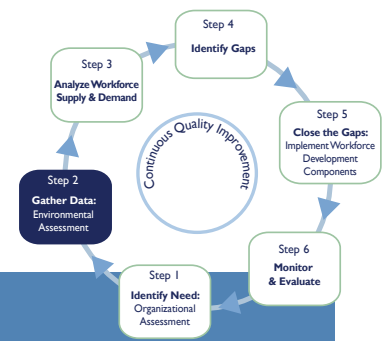 Step 4
Identify Gaps
Step 3
Analyze Workforce
Supply & Demand
Step 5
Close the Gaps:
Implement Workforce
Development
Components
Continuous Quality Improvement
Step 2
Gather Data:
Environmental
Assessment
Step 6
Monitor
& Evaluate
Step 1
Identify Need:
Organizational
Assessment